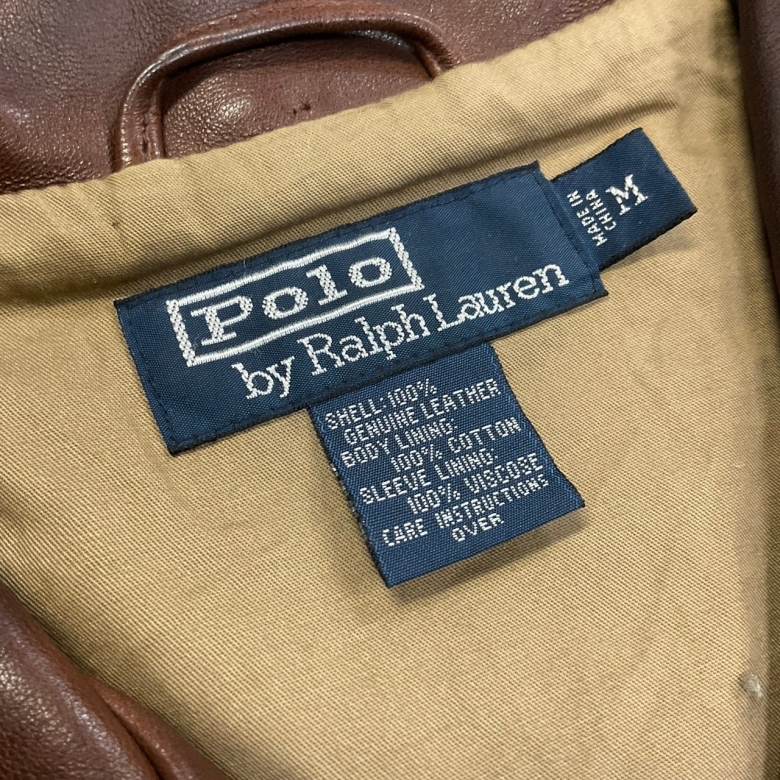 Polo
by Ralph Lauren
MADE IN
CHINA
M
SHELL:100%
GENUINE LEATHER
BODY LINING:
100% COTTON
SLEEVE LINING:
100% VISCOSE
CARE INSTRUCTIONS
OVER